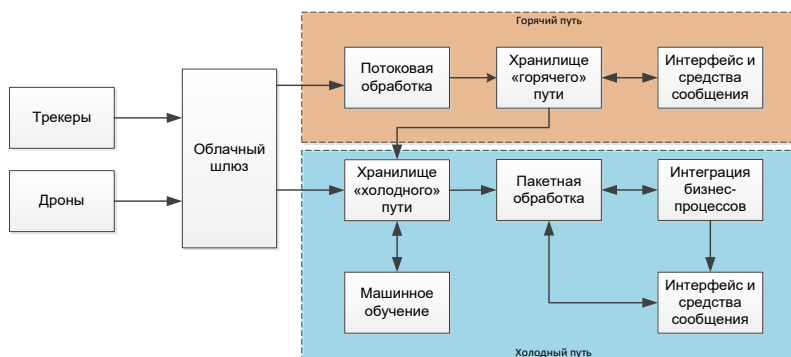 Горячий путь
Потоковая
обработка
Хранилище
«горячего»
пути
Интерфейс и
средства
сообщения
Трекеры
Облачный
шлюз
Дроны
Хранилище
«холодного»
пути
Пакетная
обработка
Интеграция
бизнес-
процессов
Машинное
обучение
Интерфейс и
средства
сообщения
Холодный путь